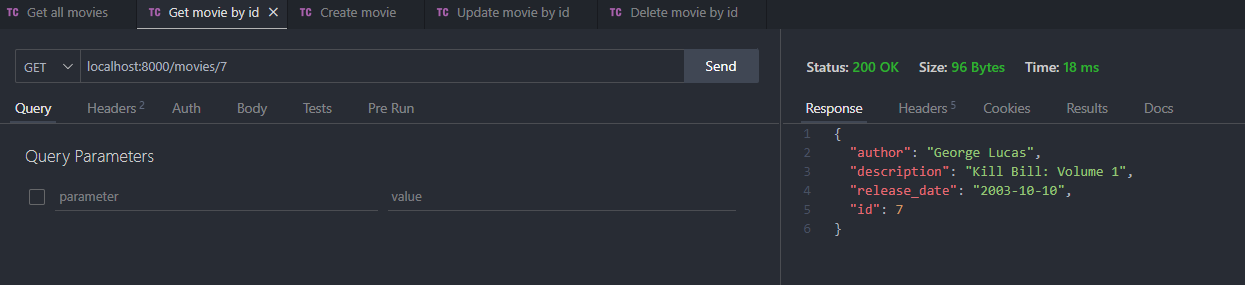 TC Get all movies TC Get movie by id × TC Create movie TC Update movie by id TC Delete movie by id
GET localhost:8000/movies/7 Send
Query Headers 2 Auth Body Tests Pre Run
Query Parameters
parameter value
Status: 200 OK Size: 96 Bytes Time: 18 ms
Response Headers 5 Cookies Results Docs
1 {
2 "author": "George Lucas",
3 "description": "Kill Bill: Volume 1",
4 "release_date": "2003-10-10",
5 "id": 7
6 }